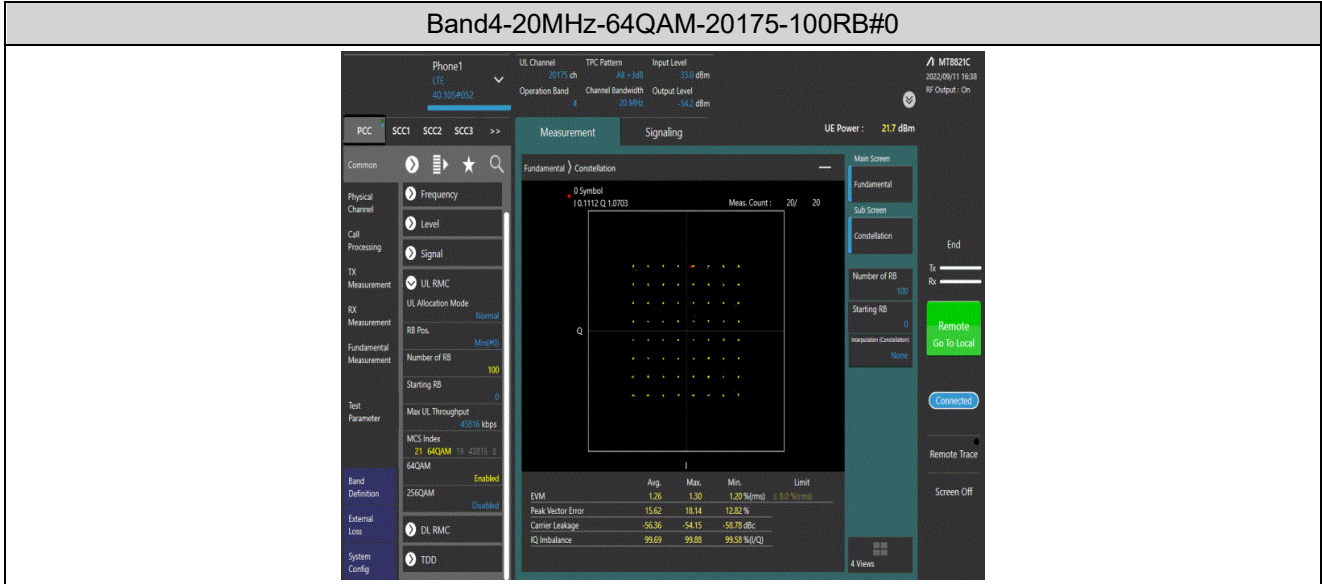 Band4-20MHz-64QAM-20175-100RB#0
Phone1
LTE
40.10S#052
UL Channel TPC Pattern Input Level
20175 ch All +3dB 33.0 dBm
Operation Band Channel Bandwidth Output Level
4 20 MHz -54.2 dBm
MT8821C
2022/09/11 16:38
RF Output : On
PCC SCC1 SCC2 SCC3 >>
Measurement Signaling UE Power : 21.7 dBm
Common
Physical
Channel
Call
Processing
TX
Measurement
RX
Measurement
Fundamental
Measurement
Test
Parameter
Band
Definition
External
Loss
System
Config
Frequency
Level
Signal
UL RMC
UL Allocation Mode
Normal
RB Pos.
Min(#0)
Number of RB
100
Starting RB
0
Max UL Throughput
43816 kbps
MCS Index
21 64QAM 19 43816 8
64QAM
Enabled
256QAM
Disabled
DL RMC
TDD
Fundamental > Constellation
0 Symbol
I 0.1112 Q 1.0703 Meas. Count : 20/ 20
Q
I
Avg. Max. Min. Limit
EVM 1.26 1.30 1.20 %(rms) ≤ 8.0 %(rms)
Peak Vector Error 15.62 18.14 12.82 %
Carrier Leakage -56.36 -54.15 -58.78 dBc
IQ Imbalance 99.69 99.88 99.58 %(I/Q)
Main Screen
Fundamental
Sub Screen
Constellation
Number of RB
100
Starting RB
0
Interpolation (Constellation)
None
4 Views
End
Tx
Rx
Remote
Go To Local
Connected
Remote Trace
Screen Off